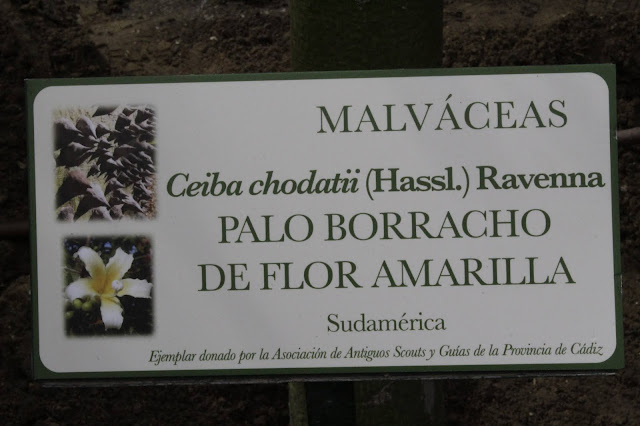 MALVÁCEAS
Ceiba chodatii (Hassl.) Ravenna
PALO BORRACHO
DE FLOR AMARILLA
Sudamérica
Ejemplar donado por la Asociación de Antiguos Scouts y Guías de la Provincia de Cádiz